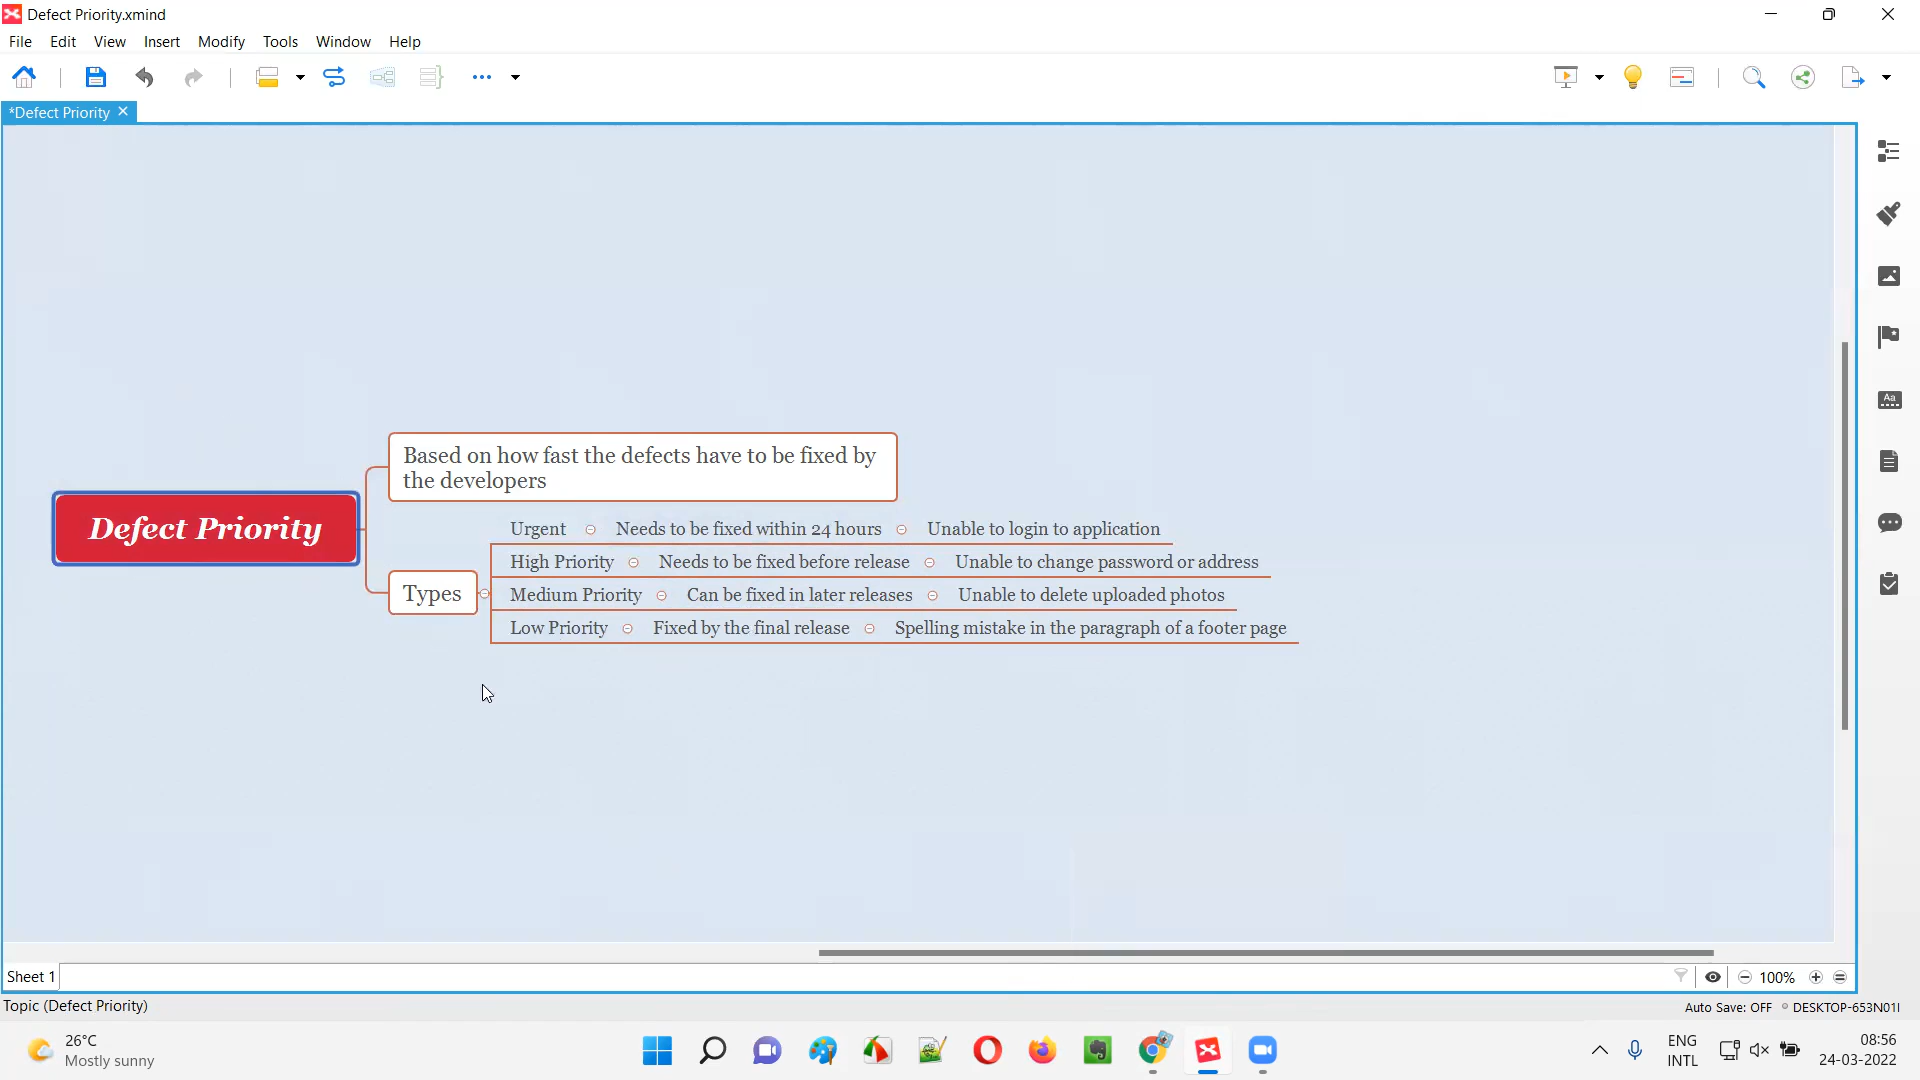 Defect Priority.xmind
File Edit View Insert Modify Tools Window Help
*Defect Priority
Based on how fast the defects have to be fixed by
the developers
Defect Priority
Urgent Needs to be fixed within 24 hours Unable to login to application
High Priority Needs to be fixed before release Unable to change password or address
Types
Medium Priority Can be fixed in later releases Unable to delete uploaded photos
Low Priority Fixed by the final release Spelling mistake in the paragraph of a footer page
Aa
Sheet 1
100%
Topic (Defect Priority)
Auto Save: OFF DESKTOP-653N01I
26°C
Mostly sunny
ENG
INTL
08:56
24-03-2022